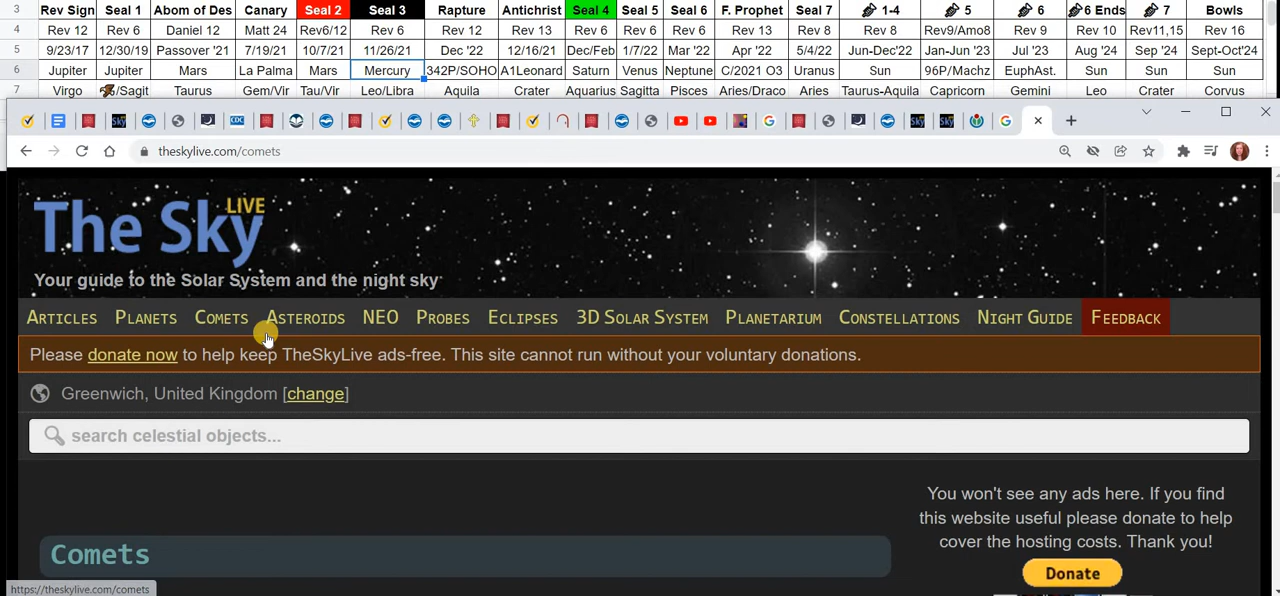 3 Rev Sign Seal 1 Abom of Des Canary Seal 2 Seal 3 Rapture Antichrist Seal 4 Seal 5 Seal 6 F. Prophet Seal 7 1-4 5 6 6 Ends 7 Bowls
4 Rev 12 Rev 6 Daniel 12 Matt 24 Rev6/12 Rev 6 Rev 12 Rev 13 Rev 6 Rev 6 Rev 6 Rev 13 Rev 8 Rev 8 Rev9/Amo8 Rev 9 Rev 10 Rev11,15 Rev 16
5 9/23/17 12/30/19 Passover '21 7/19/21 10/7/21 11/26/21 Dec '22 12/16/21 Dec/Feb 1/7/22 Mar '22 Apr '22 5/4/22 Jun-Dec'22 Jan-Jun '23 Jul '23 Aug '24 Sep '24 Sept-Oct'24
6 Jupiter Jupiter Mars La Palma Mars Mercury 342P/SOHO A1Leonard Saturn Venus Neptune C/2021 O3 Uranus Sun 96P/Machz EuphAst. Sun Sun Sun
7 Virgo /Sagit Taurus Gem/Vir Tau/Vir Leo/Libra Aquila Crater Aquarius Sagitta Pisces Aries/Draco Aries Taurus-Aquila Capricorn Gemini Leo Crater Corvus
theskylive.com/comets
The Sky LIVE
Your guide to the Solar System and the night sky
Articles Planets Comets Asteroids NEO Probes Eclipses 3D Solar System Planetarium Constellations Night Guide Feedback
Please donate now to help keep TheSkyLive ads-free. This site cannot run without your voluntary donations.
Greenwich, United Kingdom [change]
search celestial objects...
You won't see any ads here. If you find
this website useful please donate to help
cover the hosting costs. Thank you!
Comets
Donate
https://theskylive.com/comets